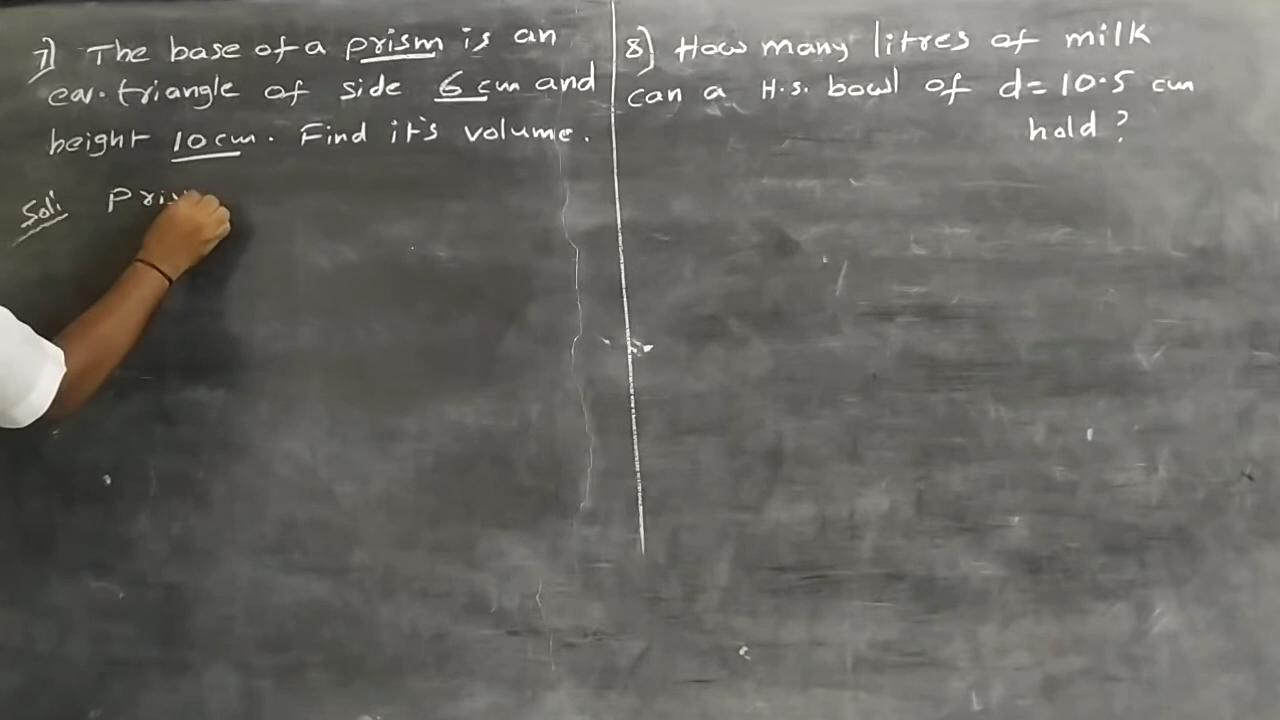 7) The base of a prism is an
eq. triangle of side 6 cm and
height 10 cm. Find it's volume.
Sol: Pris
8) How many litres of milk
can a H.S. bowl of d= 10.5 cm
hold ?